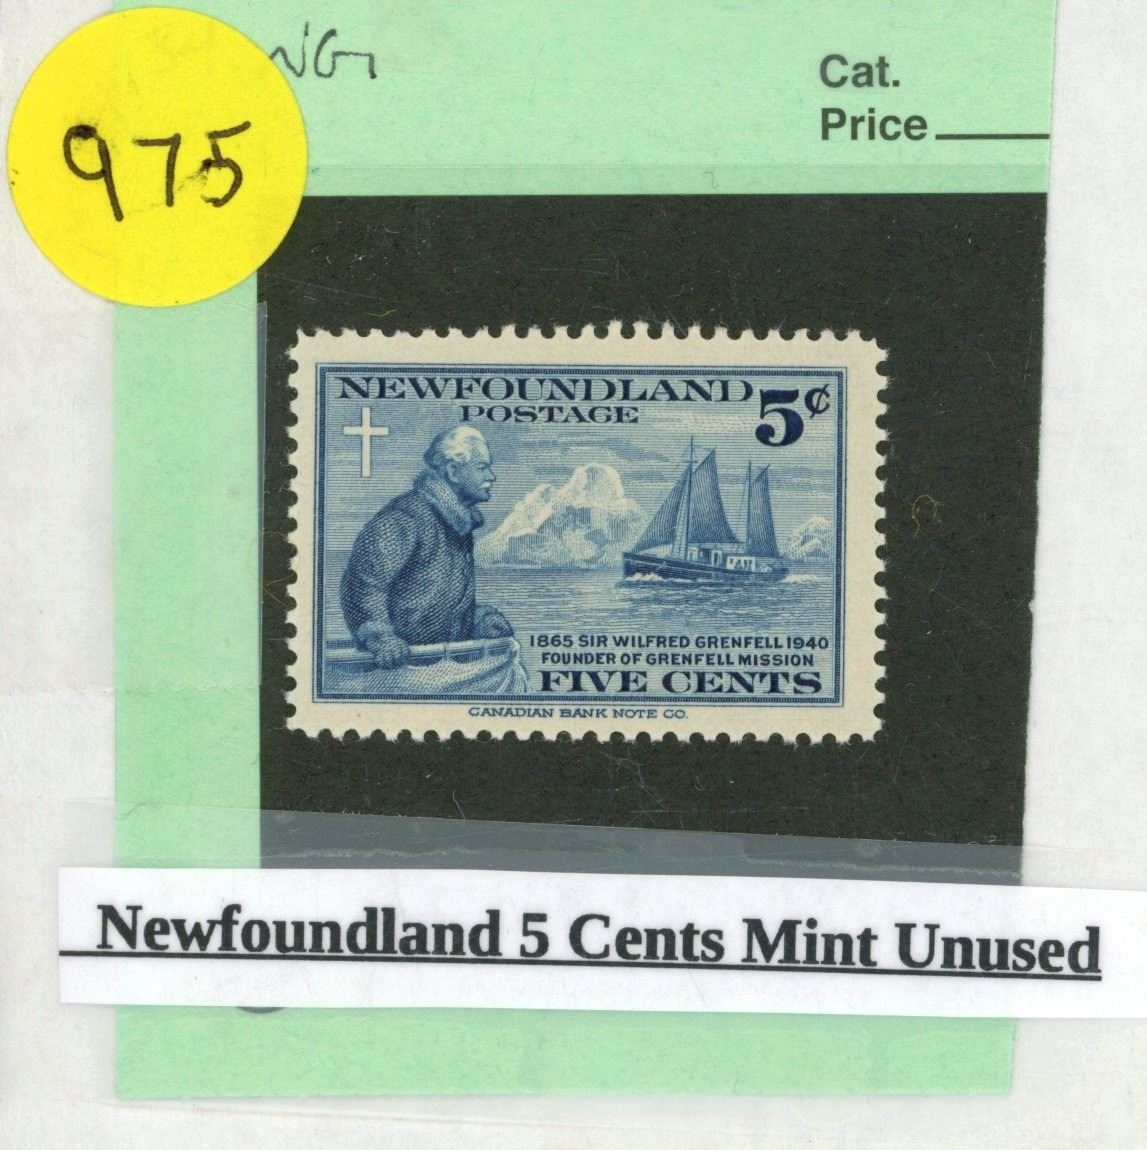 NG
Cat.
Price
975
NEWFOUNDLAND
POSTAGE
5¢
1865 SIR WILFRED GRENFELL 1940
FOUNDER OF GRENFELL MISSION
FIVE CENTS
CANADIAN BANK NOTE CO.
Newfoundland 5 Cents Mint Unused